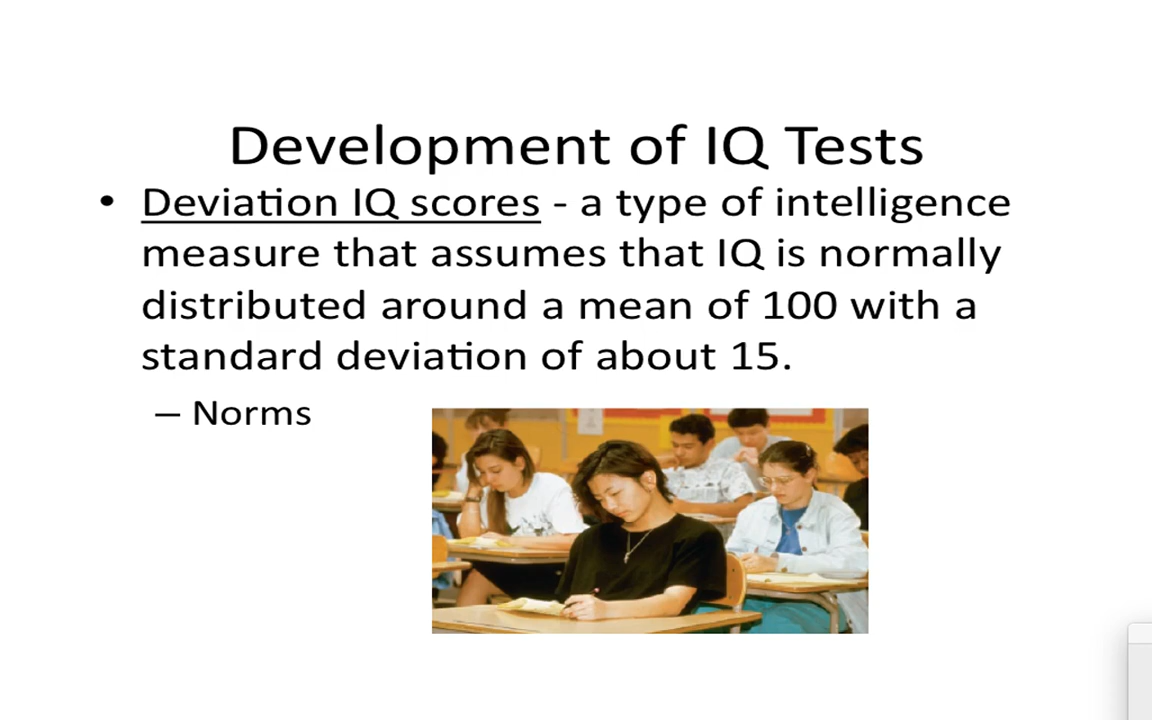 Development of IQ Tests
• Deviation IQ scores - a type of intelligence
measure that assumes that IQ is normally
distributed around a mean of 100 with a
standard deviation of about 15.
– Norms